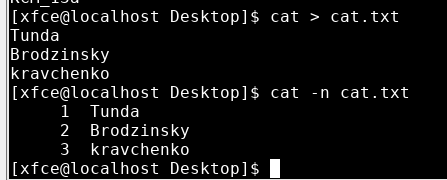 [xfce@localhost Desktop]$ cat > cat.txt
Tunda
Brodzinsky
kravchenko
[xfce@localhost Desktop]$ cat -n cat.txt
     1  Tunda
     2  Brodzinsky
     3  kravchenko
[xfce@localhost Desktop]$